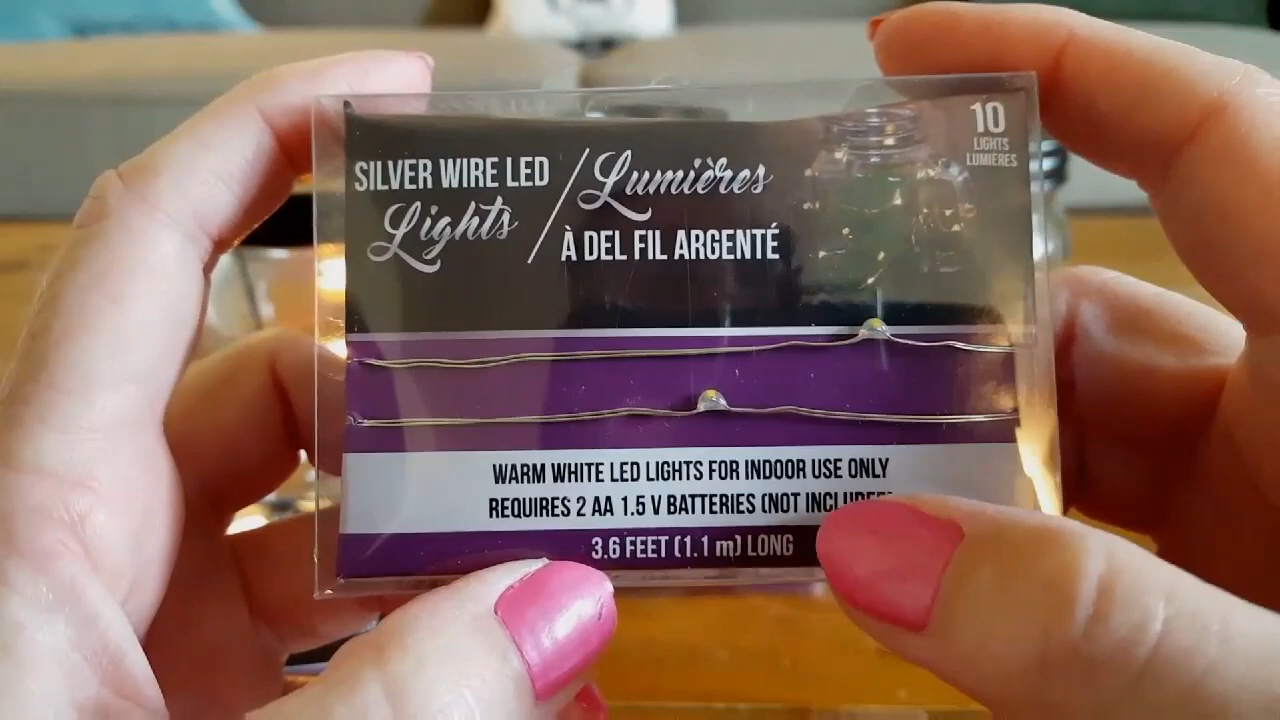 SILVER WIRE LED
Lights
Lumières
À DEL FIL ARGENTÉ
10
LIGHTS
LUMIÈRES
WARM WHITE LED LIGHTS FOR INDOOR USE ONLY
REQUIRES 2 AA 1.5 V BATTERIES (NOT INCLUDED)
3.6 FEET (1.1 m) LONG